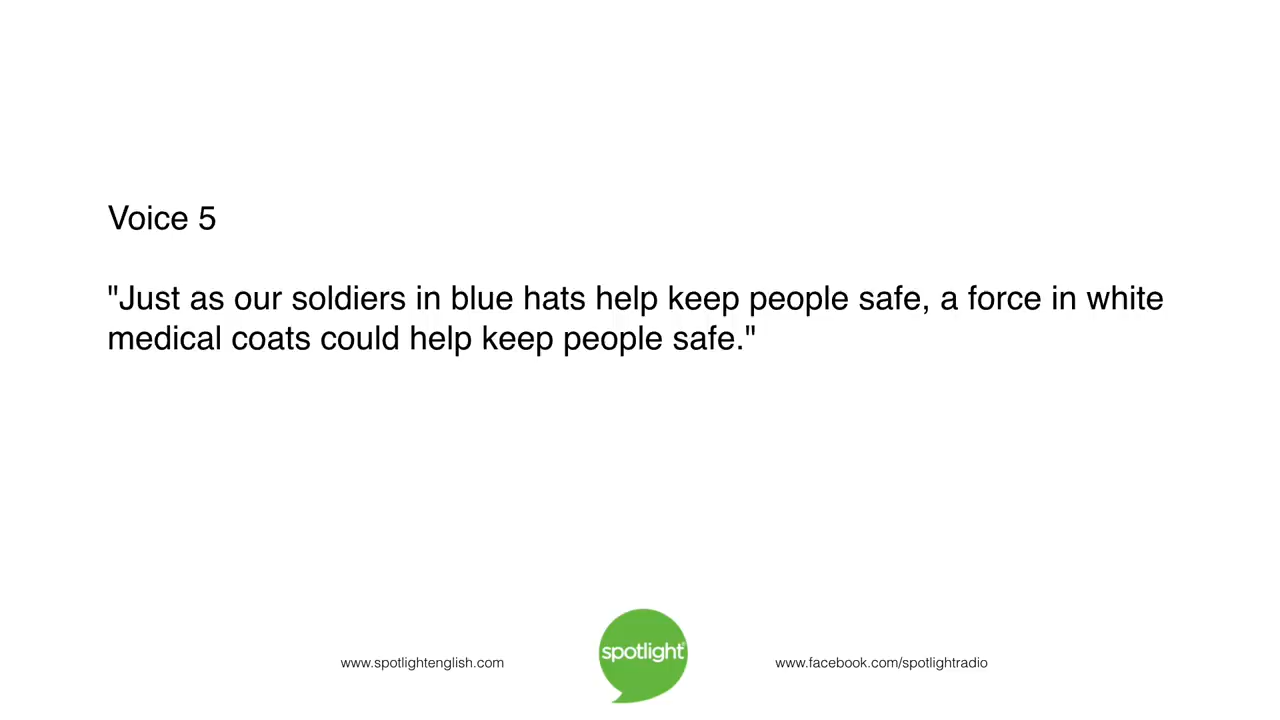 Voice 5
"Just as our soldiers in blue hats help keep people safe, a force in white
medical coats could help keep people safe."
www.spotlightenglish.com
spotlight
www.facebook.com/spotlightradio